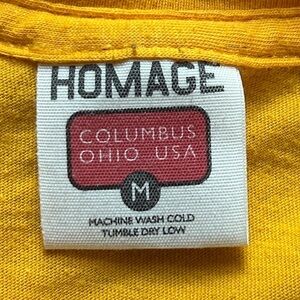 HOMAGE
COLUMBUS
OHIO USA
M
MACHINE WASH COLD
TUMBLE DRY LOW